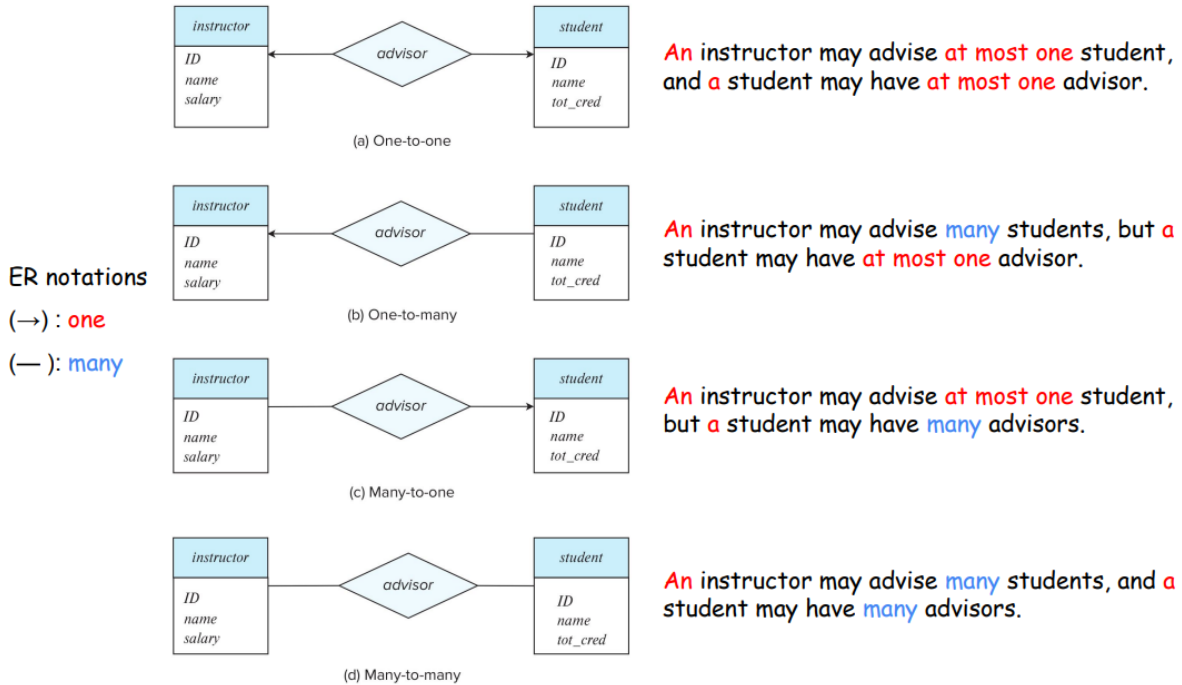 instructor
ID
name
salary
advisor
student
ID
name
tot_cred
(a) One-to-one
An instructor may advise at most one student,
and a student may have at most one advisor.
instructor
ID
name
salary
advisor
student
ID
name
tot_cred
(b) One-to-many
An instructor may advise many students, but a
student may have at most one advisor.
ER notations
(→) : one
(— ): many
instructor
ID
name
salary
advisor
student
ID
name
tot_cred
(c) Many-to-one
An instructor may advise at most one student,
but a student may have many advisors.
instructor
ID
name
salary
advisor
student
ID
name
tot_cred
(d) Many-to-many
An instructor may advise many students, and a
student may have many advisors.